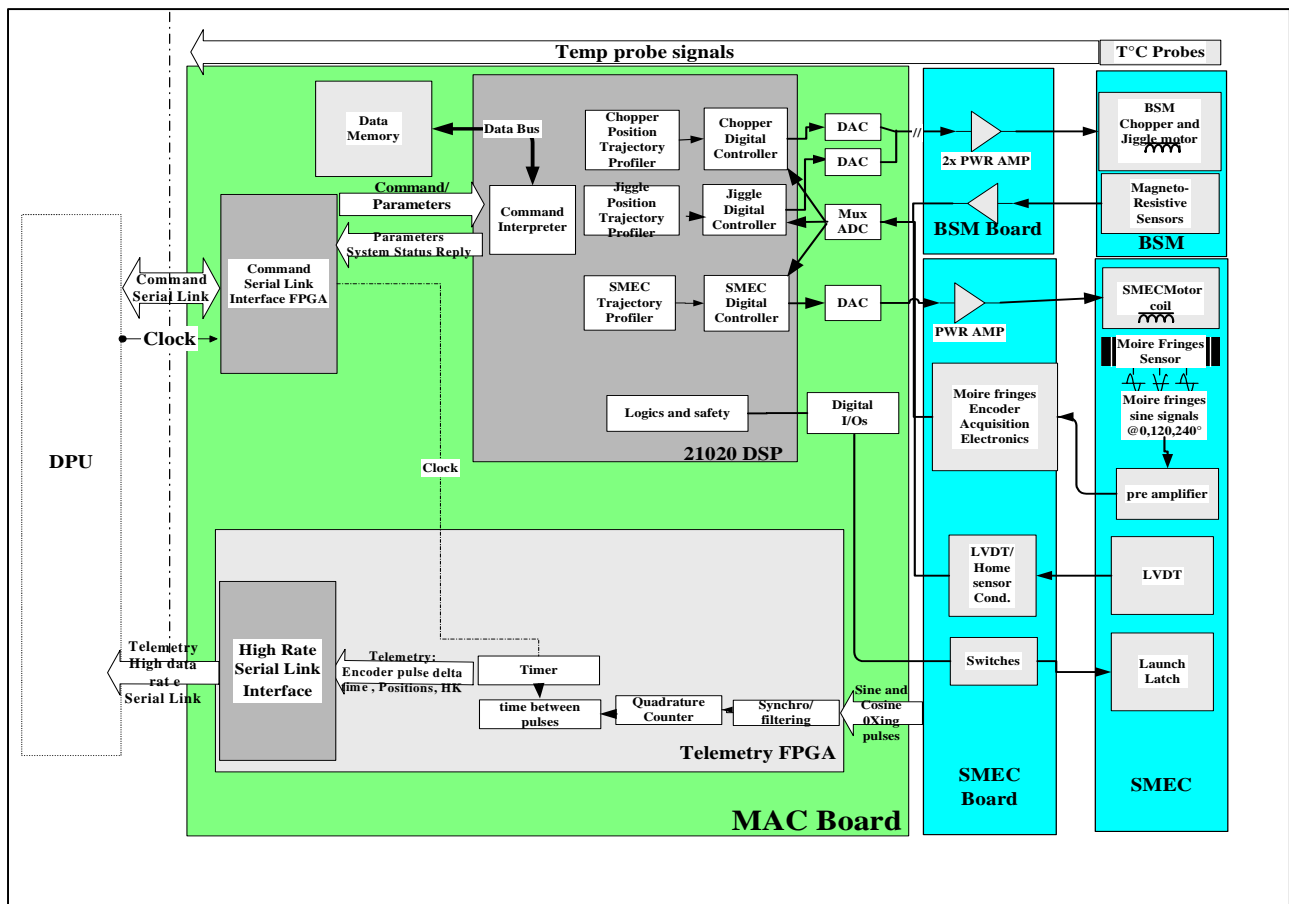 Temp probe signals
T°C Probes
Data
Memory
Data Bus
Chopper
Position
Trajectory
Profiler
Chopper
Digital
Controller
DAC
DAC
//
2x PWR AMP
BSM
Chopper and
Jiggle motor
Command/
Parameters
Command
Interpreter
Jiggle
Position
Trajectory
Profiler
Jiggle
Digital
Controller
Mux
ADC
BSM Board
Magneto-
Resistive
Sensors
BSM
Parameters
System Status Reply
Command
Serial Link
Command
Serial Link
Interface FPGA
Clock
SMEC
Trajectory
Profiler
SMEC
Digital
Controller
DAC
PWR AMP
SMECMotor
coil
Moire Fringes
Sensor
Moire fringes
sine signals
@0,120,240°
Moire fringes
Encoder
Acquisition
Electronics
pre amplifier
Logics and safety
Digital
I/Os
21020 DSP
DPU
Clock
LVDT/
Home
sensor
Cond.
LVDT
Switches
Launch
Latch
Telemetry
High data
rat e
Serial Link
High Rate
Serial Link
Interface
Telemetry:
Encoder pulse delta
time , Positions, HK
Timer
time between
pulses
Quadrature
Counter
Synchro/
filtering
Sine and
Cosine
0Xing
pulses
Telemetry FPGA
SMEC
Board
SMEC
MAC Board